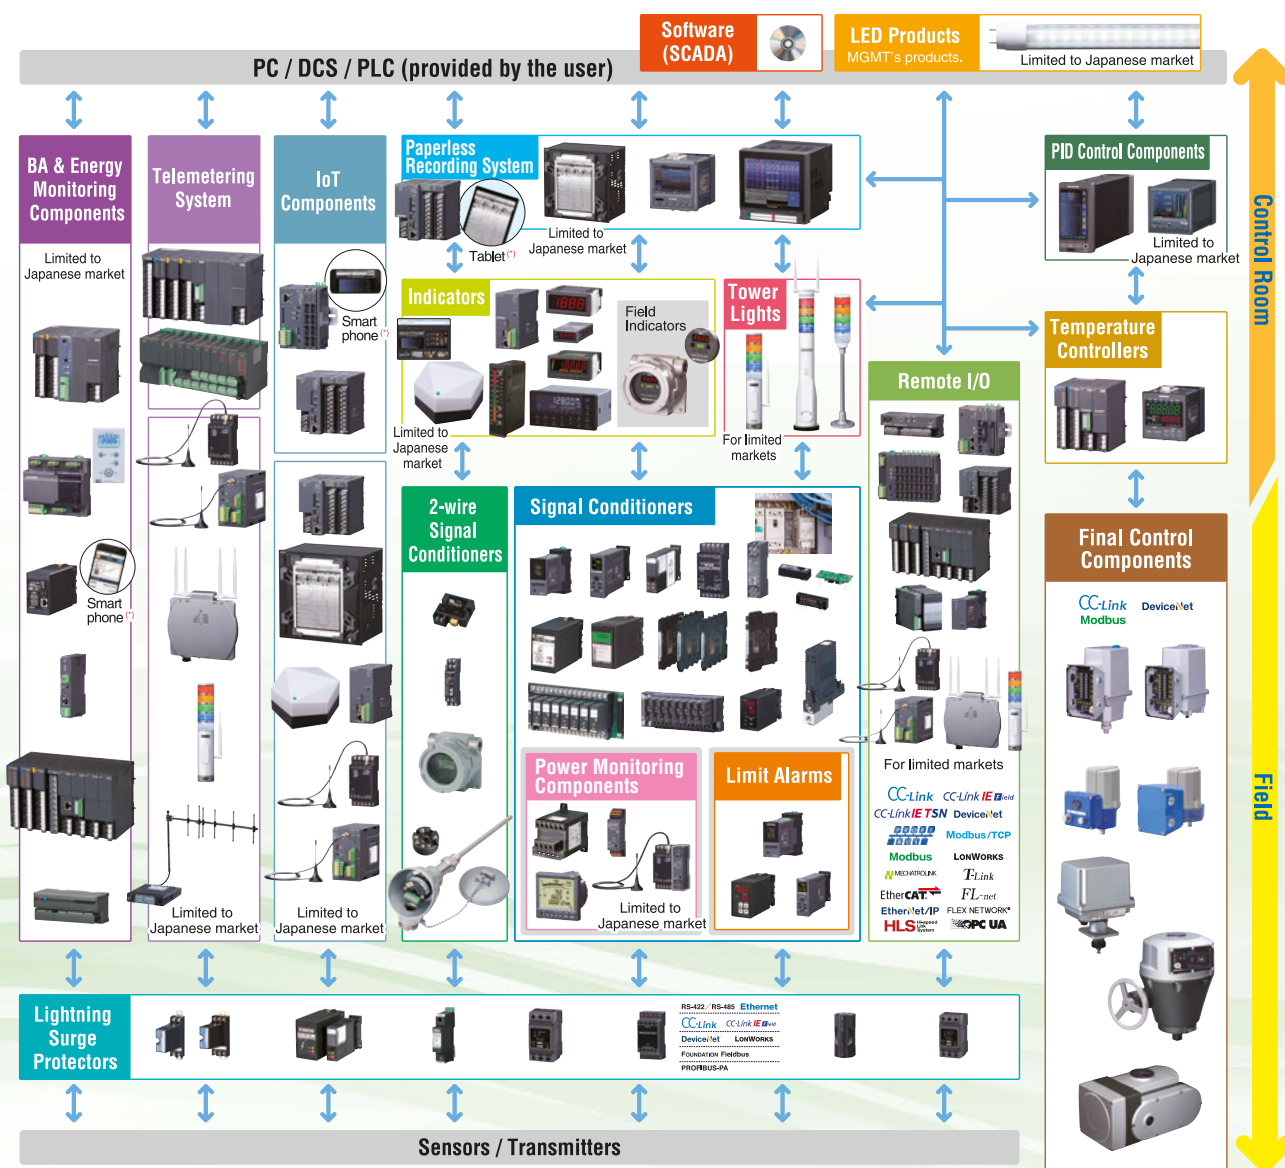 Software
(SCADA)
LED Products
MGMT's products.
Limited to Japanese market
PC / DCS / PLC (provided by the user)
BA & Energy
Monitoring
Components
Limited to
Japanese market
Smart
phone(*)
Telemetering
System
Limited to
Japanese market
IoT
Components
Smart
phone(*)
Limited to
Japanese market
Paperless
Recording System
Tablet(*)
Limited to
Japanese market
Indicators
Field
Indicators
Limited to
Japanese
market
Tower
Lights
For limited
markets
PID Control Components
Limited to
Japanese market
Temperature
Controllers
Control Room
Field
2-wire
Signal
Conditioners
Signal Conditioners
Power Monitoring
Components
Limited to
Japanese market
Limit Alarms
Remote I/O
For limited markets
CC-Link CC-Link IE Field
CC-Link IE TSN DeviceNet
Modbus/TCP
Modbus LONWORKS
MECHATROLINK T-Link
EtherCAT FL-net
EtherNet/IP FLEX NETWORK®
HLS Hi-speed Link System OPC UA
Final Control
Components
CC-Link DeviceNet
Modbus
Lightning
Surge
Protectors
RS-422／RS-485 Ethernet
CC-Link CC-Link IE Field
DeviceNet LONWORKS
FOUNDATION Fieldbus
PROFIBUS-PA
Sensors / Transmitters